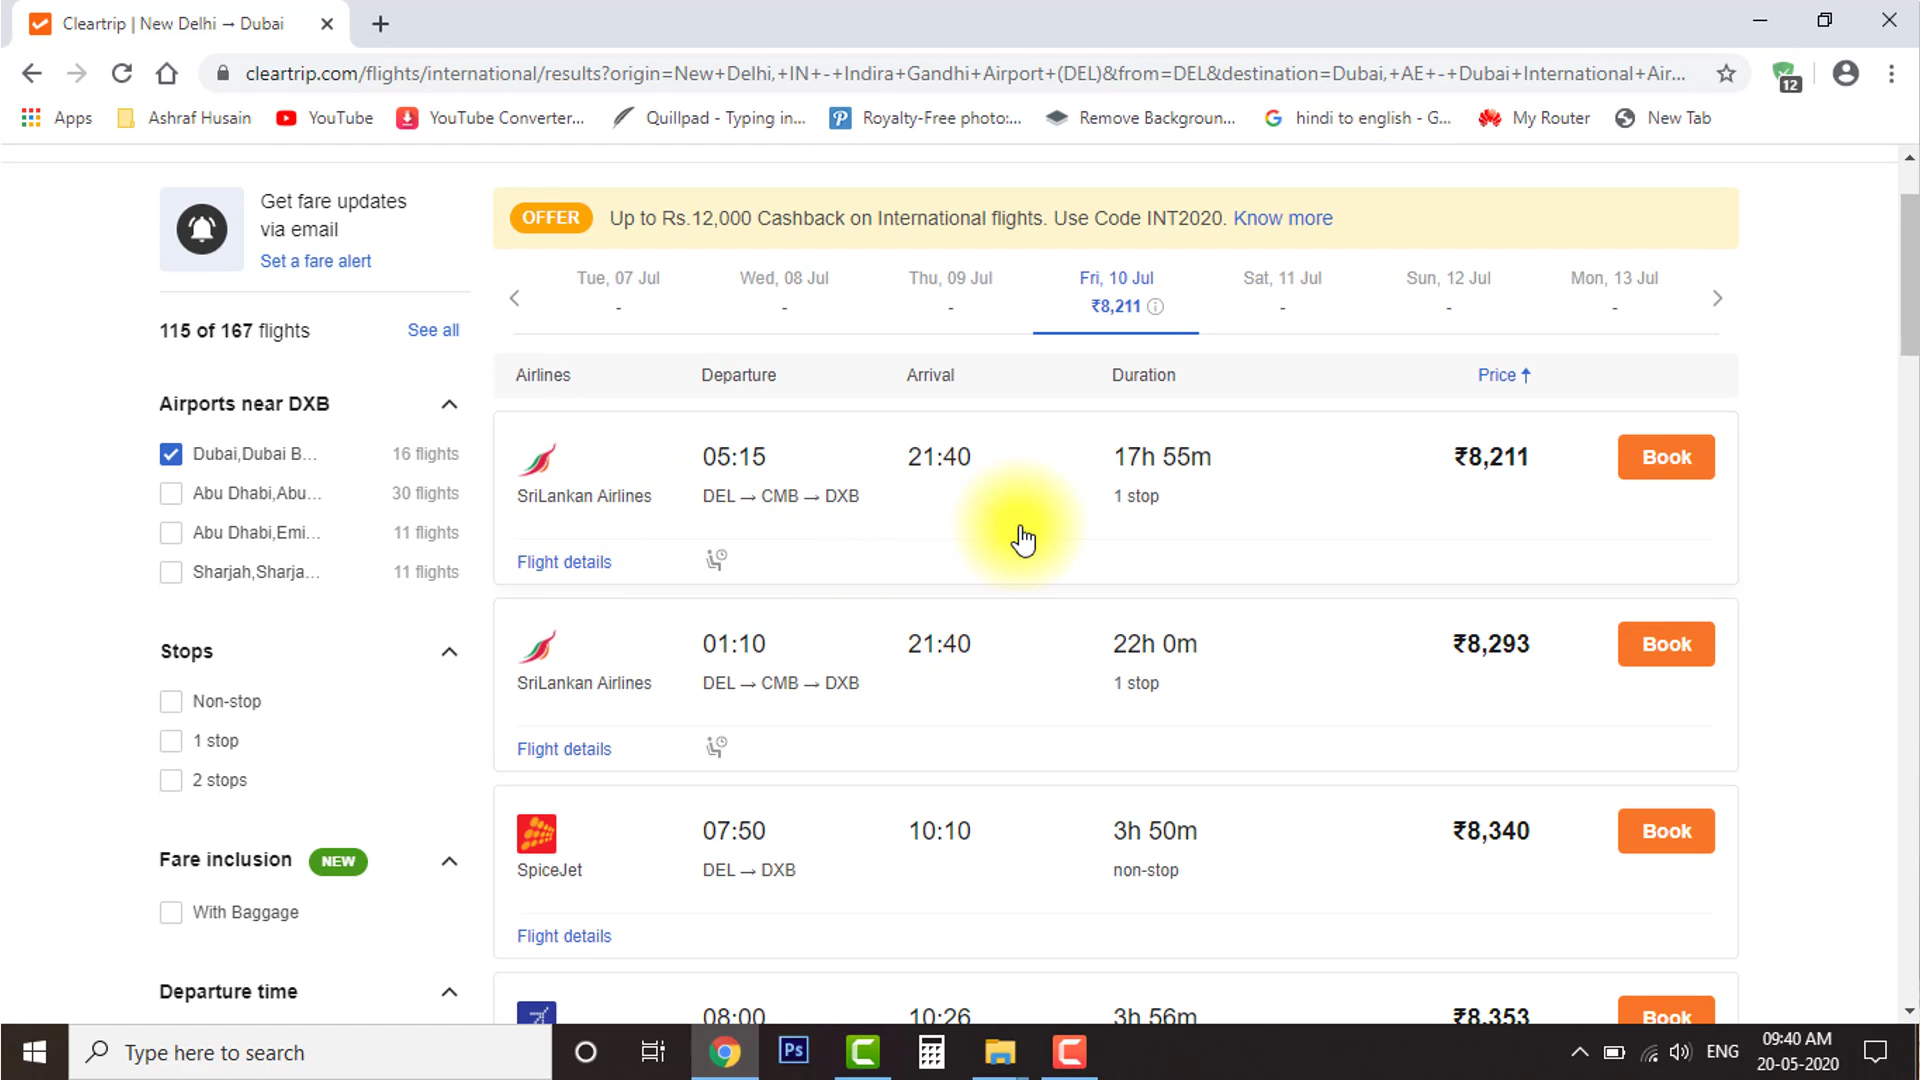 Cleartrip | New Delhi → Dubai
cleartrip.com/flights/international/results?origin=New+Delhi,+IN+-+Indira+Gandhi+Airport+(DEL)&from=DEL&destination=Dubai,+AE+-+Dubai+International+Air...
12
Apps
Ashraf Husain
YouTube
YouTube Converter...
Quillpad - Typing in...
Royalty-Free photo:...
Remove Backgroun...
hindi to english - G...
My Router
New Tab
Get fare updates
via email
Set a fare alert
OFFER Up to Rs.12,000 Cashback on International flights. Use Code INT2020. Know more
Tue, 07 Jul Wed, 08 Jul Thu, 09 Jul Fri, 10 Jul Sat, 11 Jul Sun, 12 Jul Mon, 13 Jul
- - - ₹8,211 - - -
115 of 167 flights See all
Airports near DXB
Dubai,Dubai B... 16 flights
Abu Dhabi,Abu... 30 flights
Abu Dhabi,Emi... 11 flights
Sharjah,Sharja... 11 flights
Stops
Non-stop
1 stop
2 stops
Fare inclusion NEW
With Baggage
Departure time
Airlines Departure Arrival Duration Price ↑
05:15 21:40 17h 55m ₹8,211 Book
SriLankan Airlines DEL → CMB → DXB 1 stop
Flight details
01:10 21:40 22h 0m ₹8,293 Book
SriLankan Airlines DEL → CMB → DXB 1 stop
Flight details
07:50 10:10 3h 50m ₹8,340 Book
SpiceJet DEL → DXB non-stop
Flight details
08:00 10:26 3h 56m ₹8,353 Book
Type here to search
Ps
ENG
09:40 AM
20-05-2020